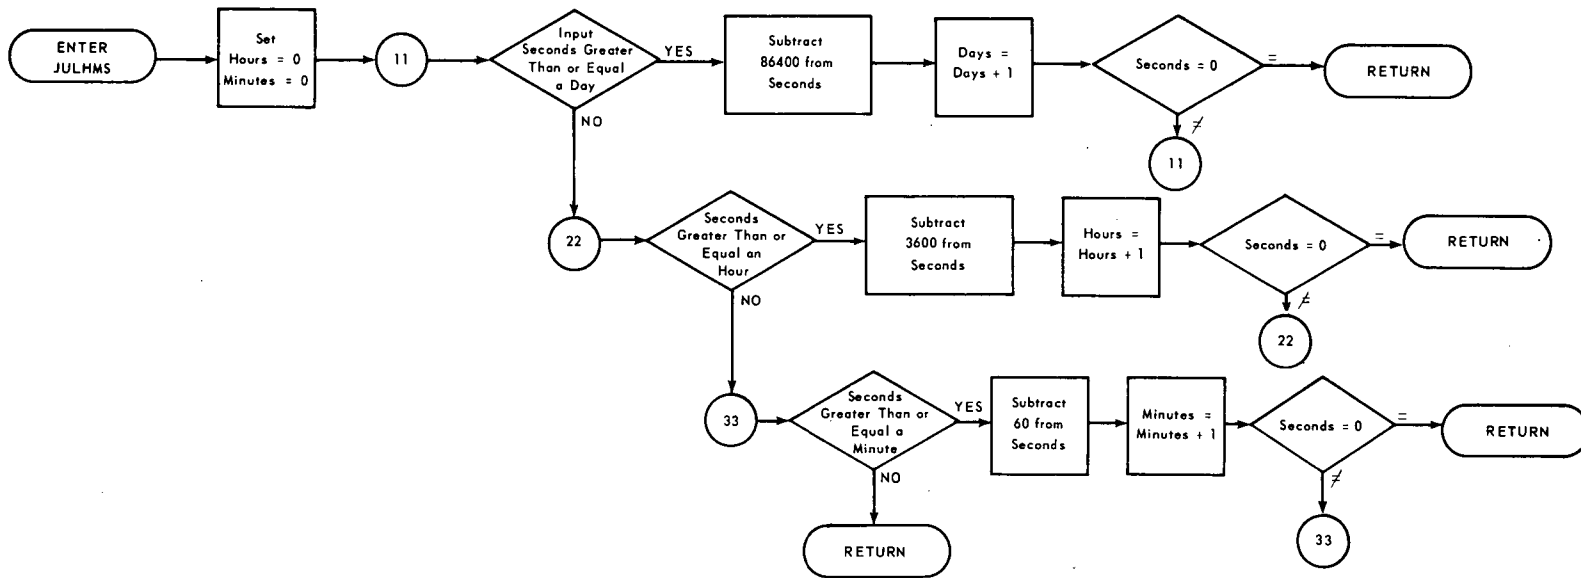 ENTER
JULHMS
Set
Hours = 0
Minutes = 0
11
Input
Seconds Greater
Than or Equal
a Day
YES
NO
Subtract
86400 from
Seconds
Days =
Days + 1
Seconds = 0
=
≠
RETURN
11
22
Seconds
Greater Than or
Equal an
Hour
YES
NO
Subtract
3600 from
Seconds
Hours =
Hours + 1
Seconds = 0
=
≠
RETURN
22
33
Seconds
Greater Than or
Equal a
Minute
YES
NO
Subtract
60 from
Seconds
Minutes =
Minutes + 1
Seconds = 0
=
≠
RETURN
RETURN
33